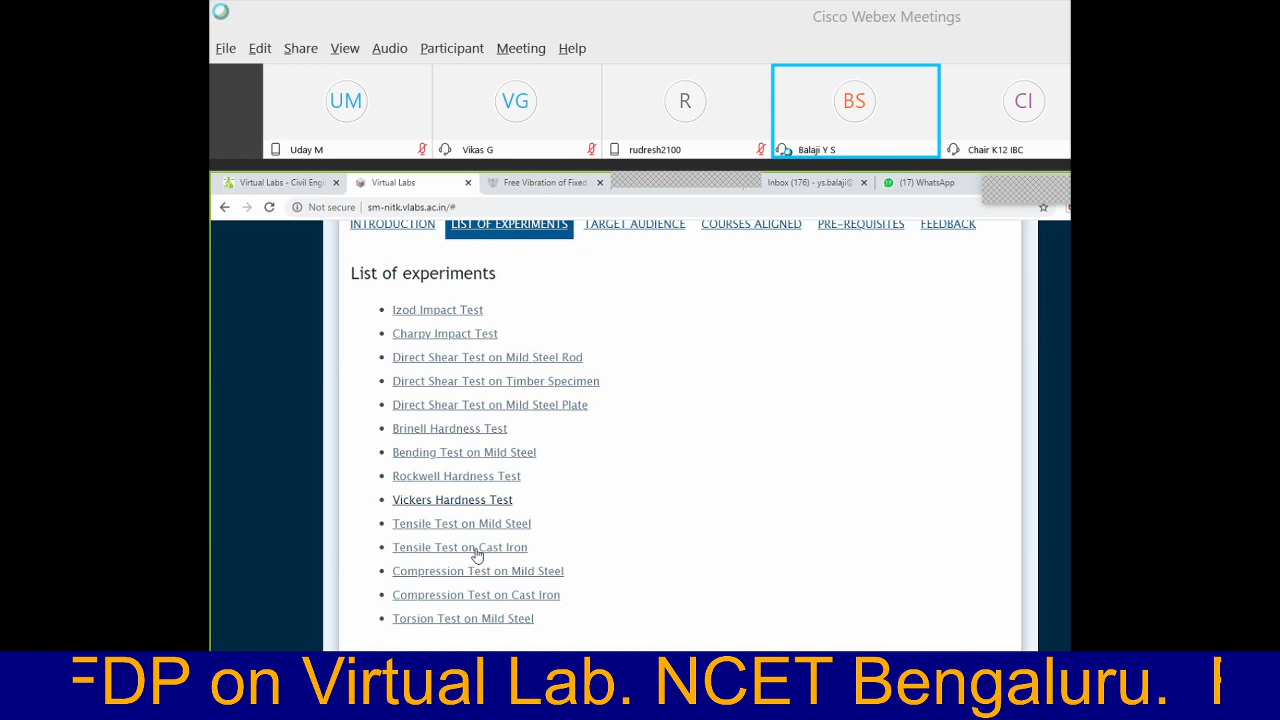 Cisco Webex Meetings
File Edit Share View Audio Participant Meeting Help
UM VG R BS CI
Uday M Vikas G rudresh2100 Balaji Y S Chair K12 IBC
Virtual Labs - Civil Engi Virtual Labs Free Vibration of Fixed Inbox (176) - ys.balaji@ (17) WhatsApp
Not secure sm-nitk.vlabs.ac.in/#
INTRODUCTION LIST OF EXPERIMENTS TARGET AUDIENCE COURSES ALIGNED PRE-REQUISITES FEEDBACK
List of experiments
Izod Impact Test
Charpy Impact Test
Direct Shear Test on Mild Steel Rod
Direct Shear Test on Timber Specimen
Direct Shear Test on Mild Steel Plate
Brinell Hardness Test
Bending Test on Mild Steel
Rockwell Hardness Test
Vickers Hardness Test
Tensile Test on Mild Steel
Tensile Test on Cast Iron
Compression Test on Mild Steel
Compression Test on Cast Iron
Torsion Test on Mild Steel
FDP on Virtual Lab. NCET Bengaluru.